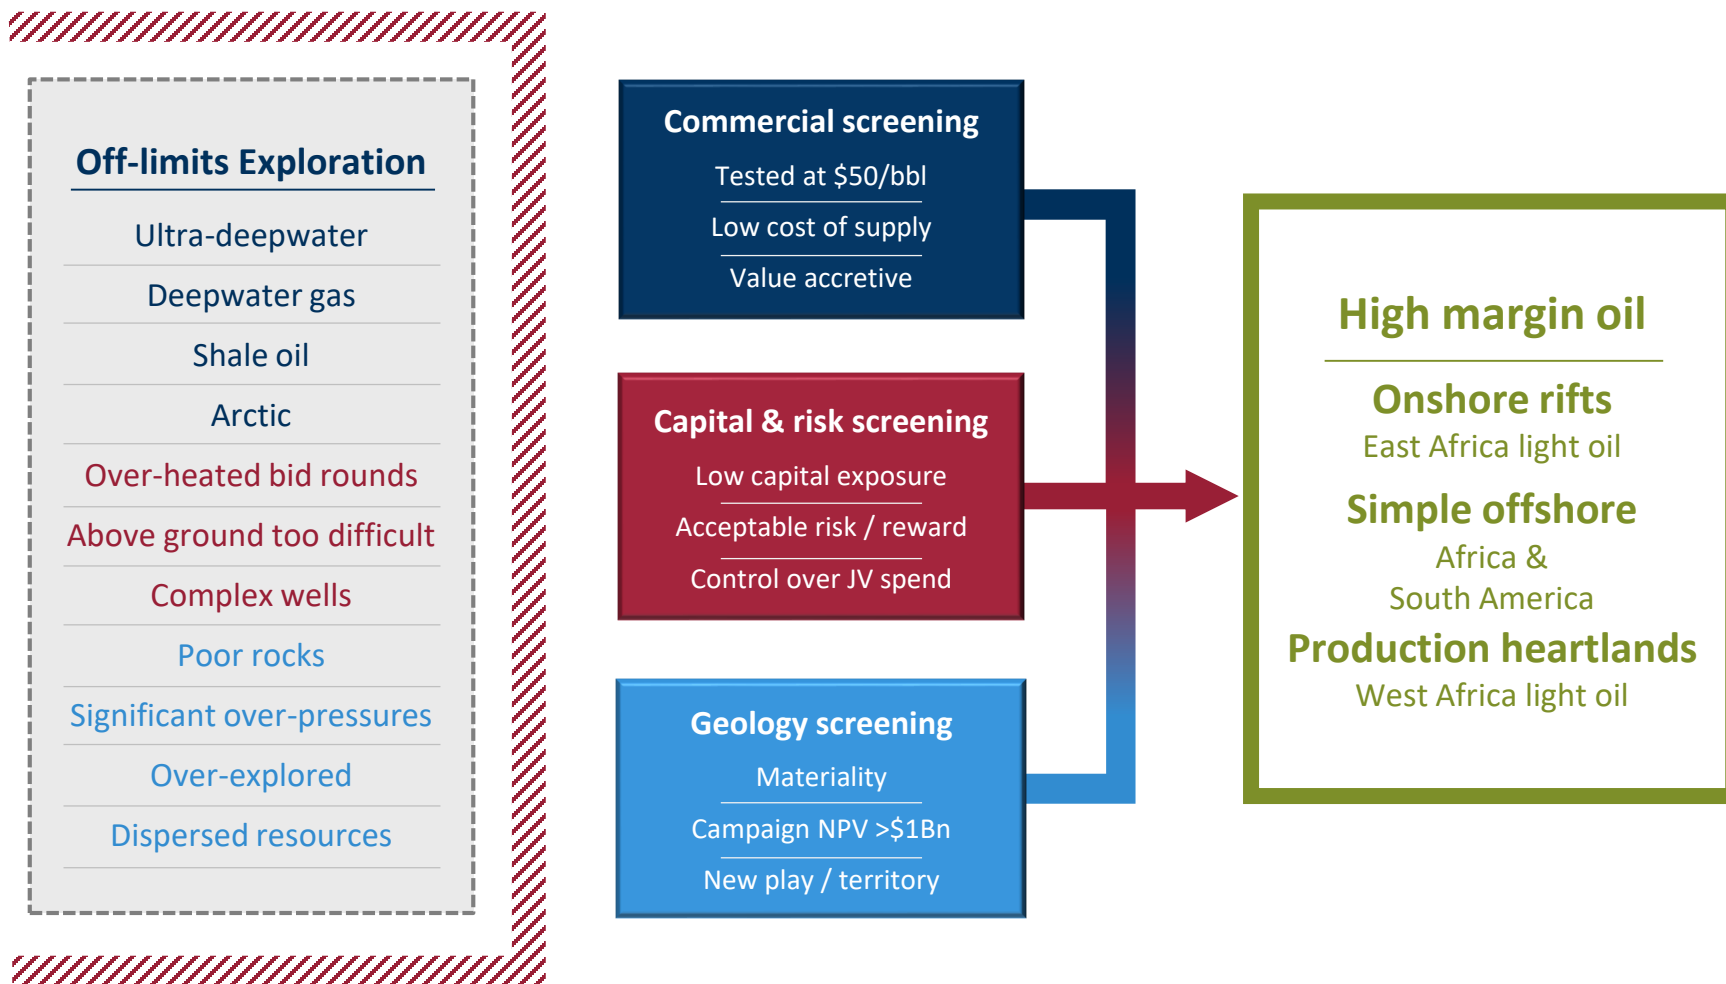 Off-limits Exploration
Ultra-deepwater
Deepwater gas
Shale oil
Arctic
Over-heated bid rounds
Above ground too difficult
Complex wells
Poor rocks
Significant over-pressures
Over-explored
Dispersed resources
Commercial screening
Tested at $50/bbl
Low cost of supply
Value accretive
Capital & risk screening
Low capital exposure
Acceptable risk / reward
Control over JV spend
Geology screening
Materiality
Campaign NPV >$1Bn
New play / territory
High margin oil
Onshore rifts
East Africa light oil
Simple offshore
Africa &
South America
Production heartlands
West Africa light oil